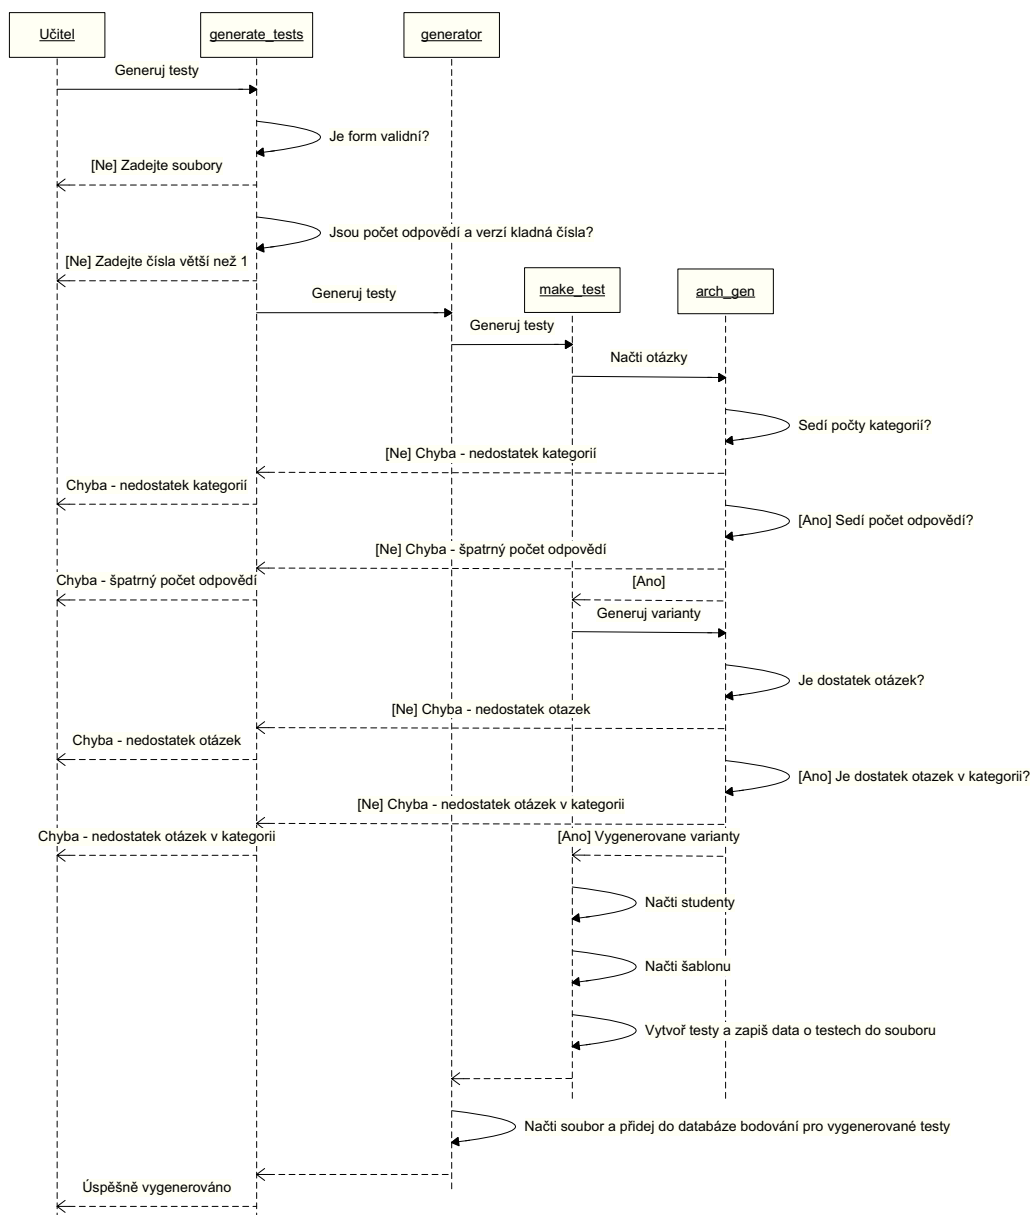 Učitel
generate_tests
generator
Generuj testy
Je form validní?
[Ne] Zadejte soubory
Jsou počet odpovědí a verzí kladná čísla?
[Ne] Zadejte čísla větší než 1
make_test
arch_gen
Generuj testy
Generuj testy
Načti otázky
Sedí počty kategorií?
[Ne] Chyba - nedostatek kategorií
Chyba - nedostatek kategorií
[Ano] Sedí počet odpovědí?
[Ne] Chyba - špatrný počet odpovědí
Chyba - špatrný počet odpovědí
[Ano]
Generuj varianty
Je dostatek otázek?
[Ne] Chyba - nedostatek otazek
Chyba - nedostatek otázek
[Ano] Je dostatek otazek v kategorii?
[Ne] Chyba - nedostatek otázek v kategorii
Chyba - nedostatek otázek v kategorii
[Ano] Vygenerovane varianty
Načti studenty
Načti šablonu
Vytvoř testy a zapiš data o testech do souboru
Načti soubor a přidej do databáze bodování pro vygenerované testy
Úspěšně vygenerováno